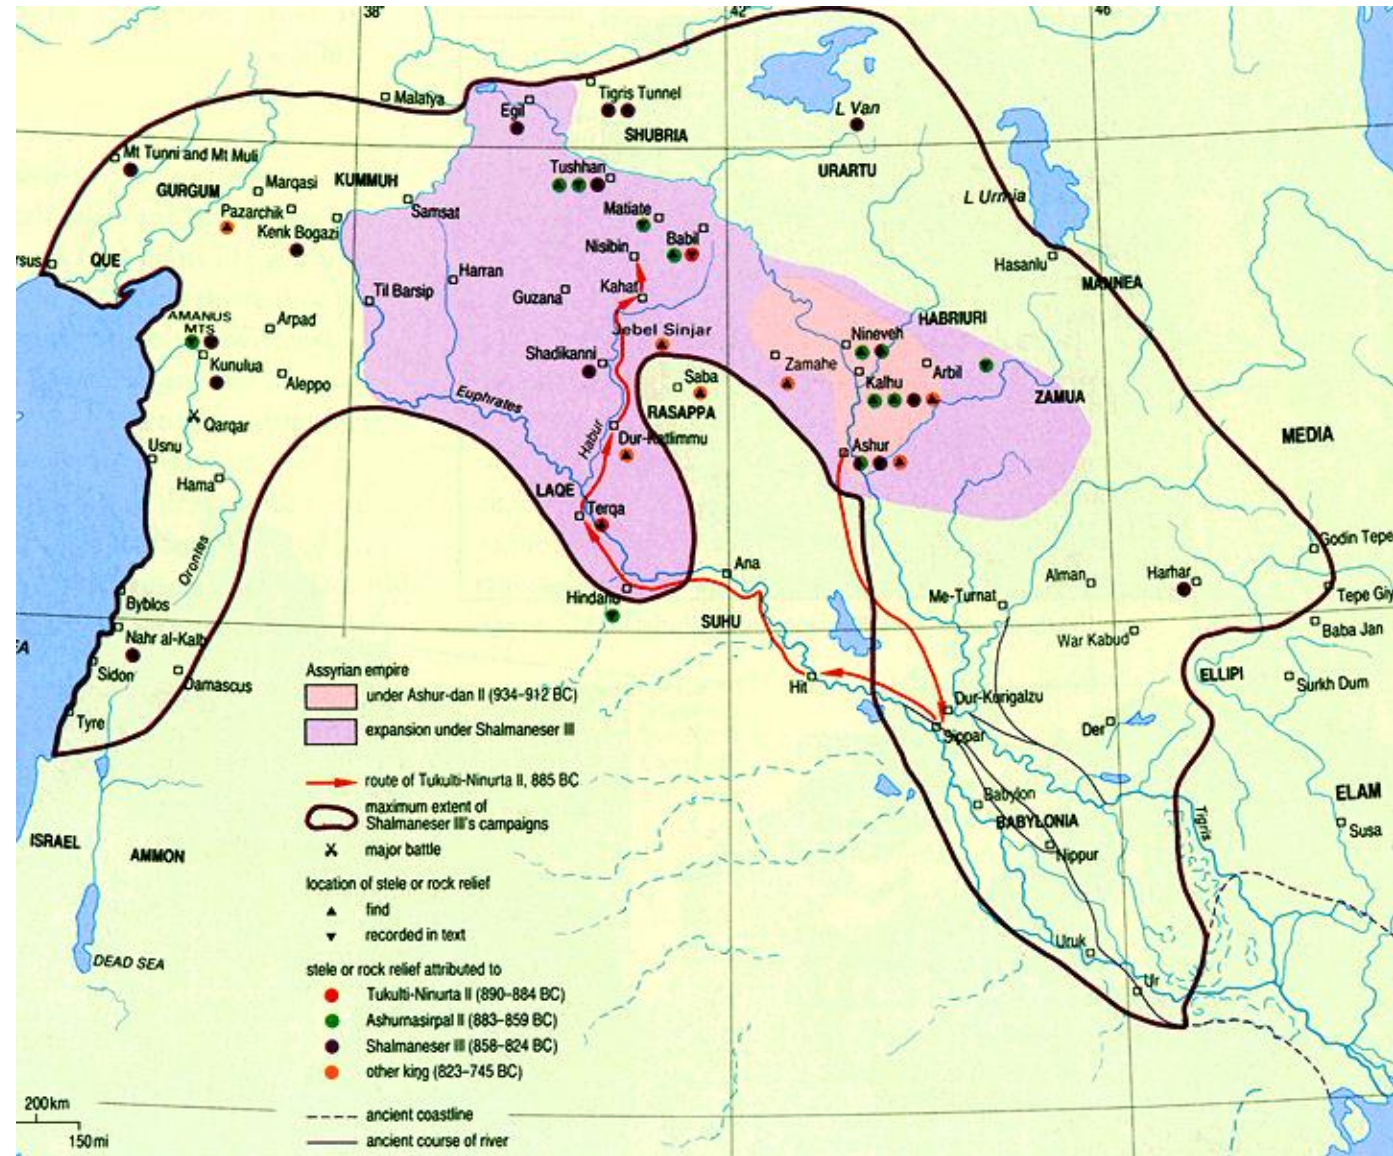 38°
42
46
Malatya
Egil
Tigris Tunnel
SHUBRIA
L Van
URARTU
Mt Tunni and Mt Muli
GURGUM
Marqasi
KUMMUH
Pazarchik
Kenk Bogazi
Samsat
Tushhan
Matiate
Babil
Nisibin
L Urmia
Hasanlu
MANNEA
rsus
QUE
Til Barsip
Harran
Guzana
Kahat
Jebel Sinjar
HABRIURI
AMANUS
MTS
Arpad
Kunulua
Aleppo
Shadikanni
Saba
RASAPPA
Zamahe
Nineveh
Kalhu
Arbil
ZAMUA
Euphrates
Habur
Qarqar
Usnu
Hama
Dur-Katlimmu
Ashur
MEDIA
LAQE
Terqa
Orontes
Byblos
Ana
Hindanu
SUHU
Me-Turnat
Alman
Harhar
Godin Tepe
Tepe Giy
Baba Jan
War Kabud
EA
Nahr al-Kalb
Sidon
Damascus
Tyre
Hit
Dur-Kurigalzu
Sippar
ELLIPI
Surkh Dum
Der
Babylon
BABYLONIA
Nippur
Tigris
ELAM
Susa
Uruk
Ur
ISRAEL
AMMON
DEAD SEA
Assyrian empire
under Ashur-dan II (934–912 BC)
expansion under Shalmaneser III
route of Tukulti-Ninurta II, 885 BC
maximum extent of
Shalmaneser III's campaigns
major battle
location of stele or rock relief
find
recorded in text
stele or rock relief attributed to
Tukulti-Ninurta II (890–884 BC)
Ashurnasirpal II (883–859 BC)
Shalmaneser III (858–824 BC)
other king (823–745 BC)
ancient coastline
ancient course of river
200km
150mi